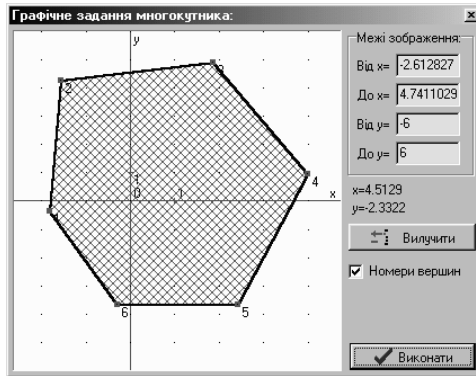 Графічне задання многокутника:
y
2
3
4
1
0
1
x
6
5
Межі зображення:
Від x= -2.612827
До x= 4.7411029
Від y= -6
До y= 6
x=4.5129
y=-2.3322
Вилучити
Номери вершин
Виконати